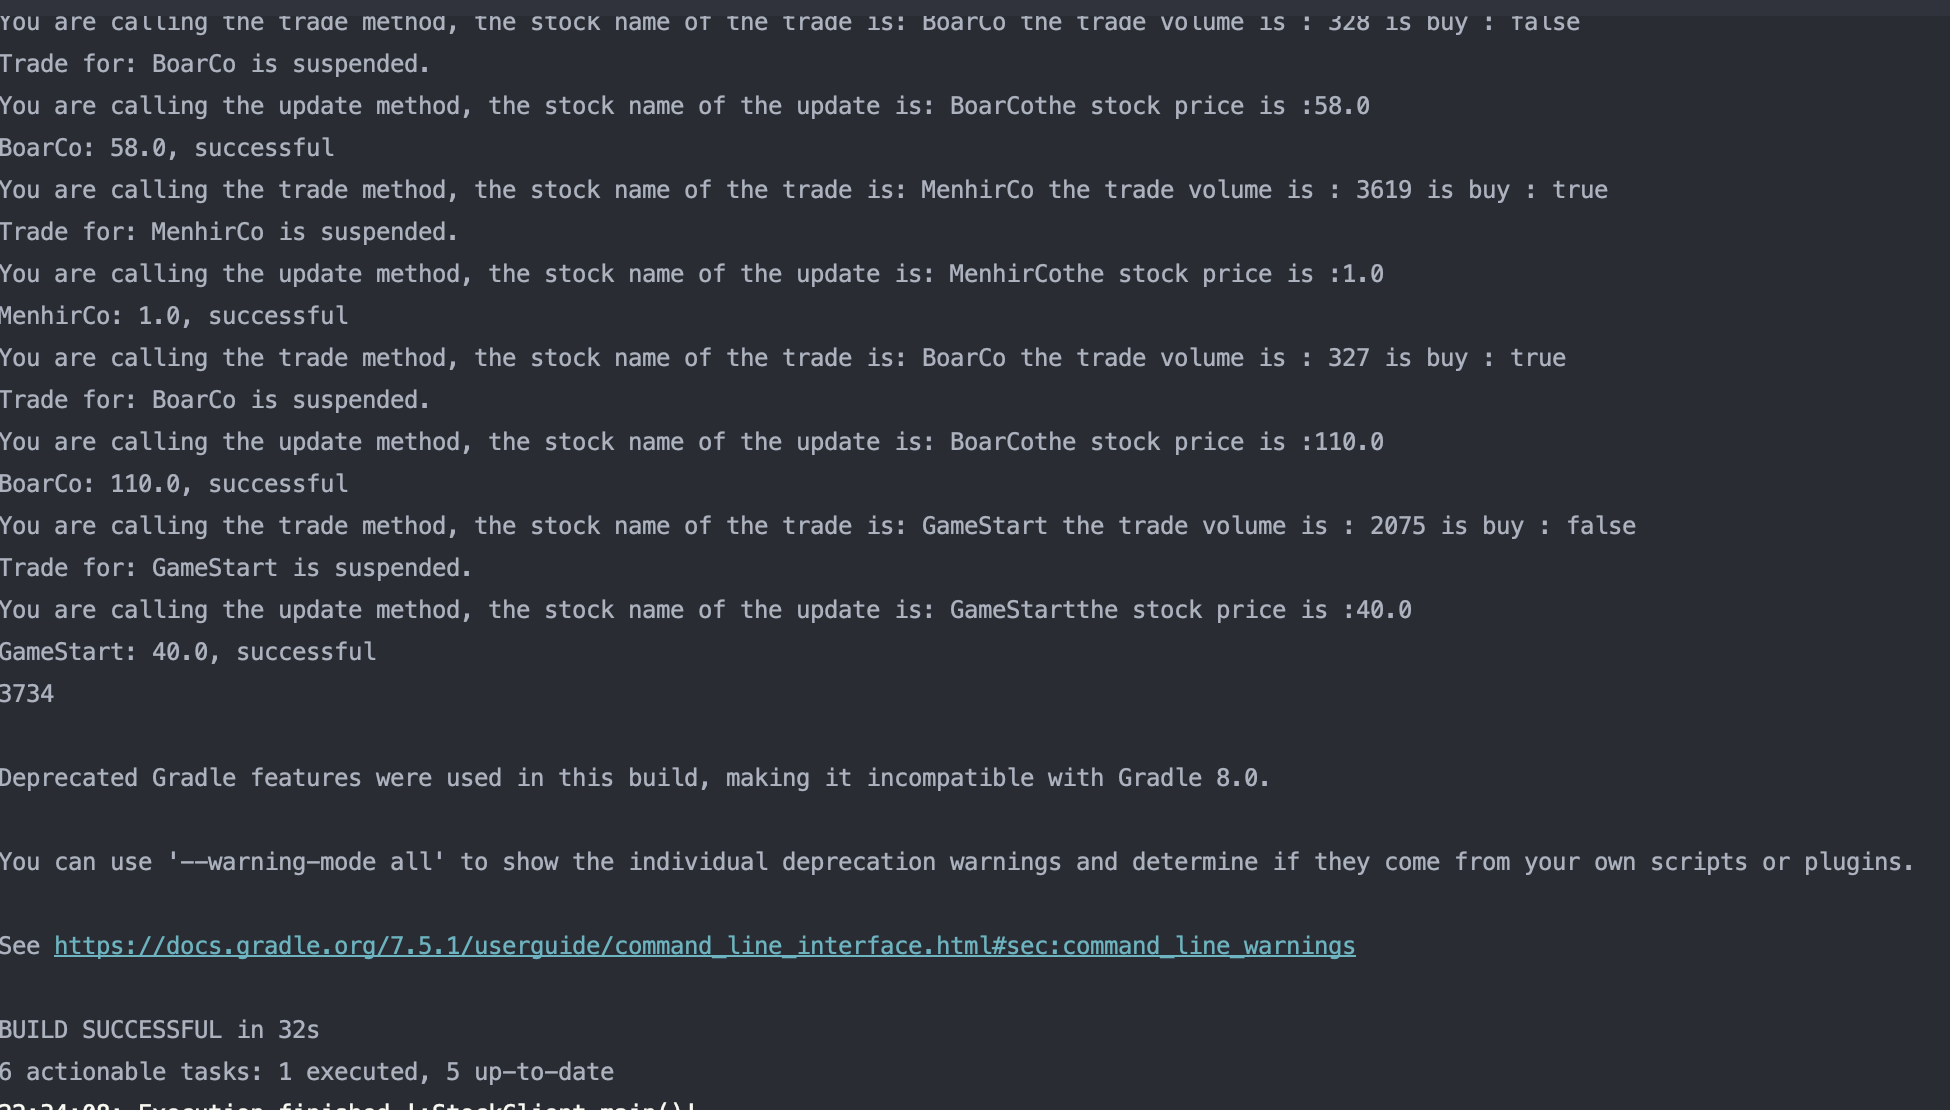 You are calling the trade method, the stock name of the trade is: BoarCo the trade volume is : 328 is buy : false
Trade for: BoarCo is suspended.
You are calling the update method, the stock name of the update is: BoarCothe stock price is :58.0
BoarCo: 58.0, successful
You are calling the trade method, the stock name of the trade is: MenhirCo the trade volume is : 3619 is buy : true
Trade for: MenhirCo is suspended.
You are calling the update method, the stock name of the update is: MenhirCothe stock price is :1.0
MenhirCo: 1.0, successful
You are calling the trade method, the stock name of the trade is: BoarCo the trade volume is : 327 is buy : true
Trade for: BoarCo is suspended.
You are calling the update method, the stock name of the update is: BoarCothe stock price is :110.0
BoarCo: 110.0, successful
You are calling the trade method, the stock name of the trade is: GameStart the trade volume is : 2075 is buy : false
Trade for: GameStart is suspended.
You are calling the update method, the stock name of the update is: GameStartthe stock price is :40.0
GameStart: 40.0, successful
3734
Deprecated Gradle features were used in this build, making it incompatible with Gradle 8.0.
You can use '--warning-mode all' to show the individual deprecation warnings and determine if they come from your own scripts or plugins.
See https://docs.gradle.org/7.5.1/userguide/command_line_interface.html#sec:command_line_warnings
BUILD SUCCESSFUL in 32s
6 actionable tasks: 1 executed, 5 up-to-date
Execution finished ':StockClient.main()'